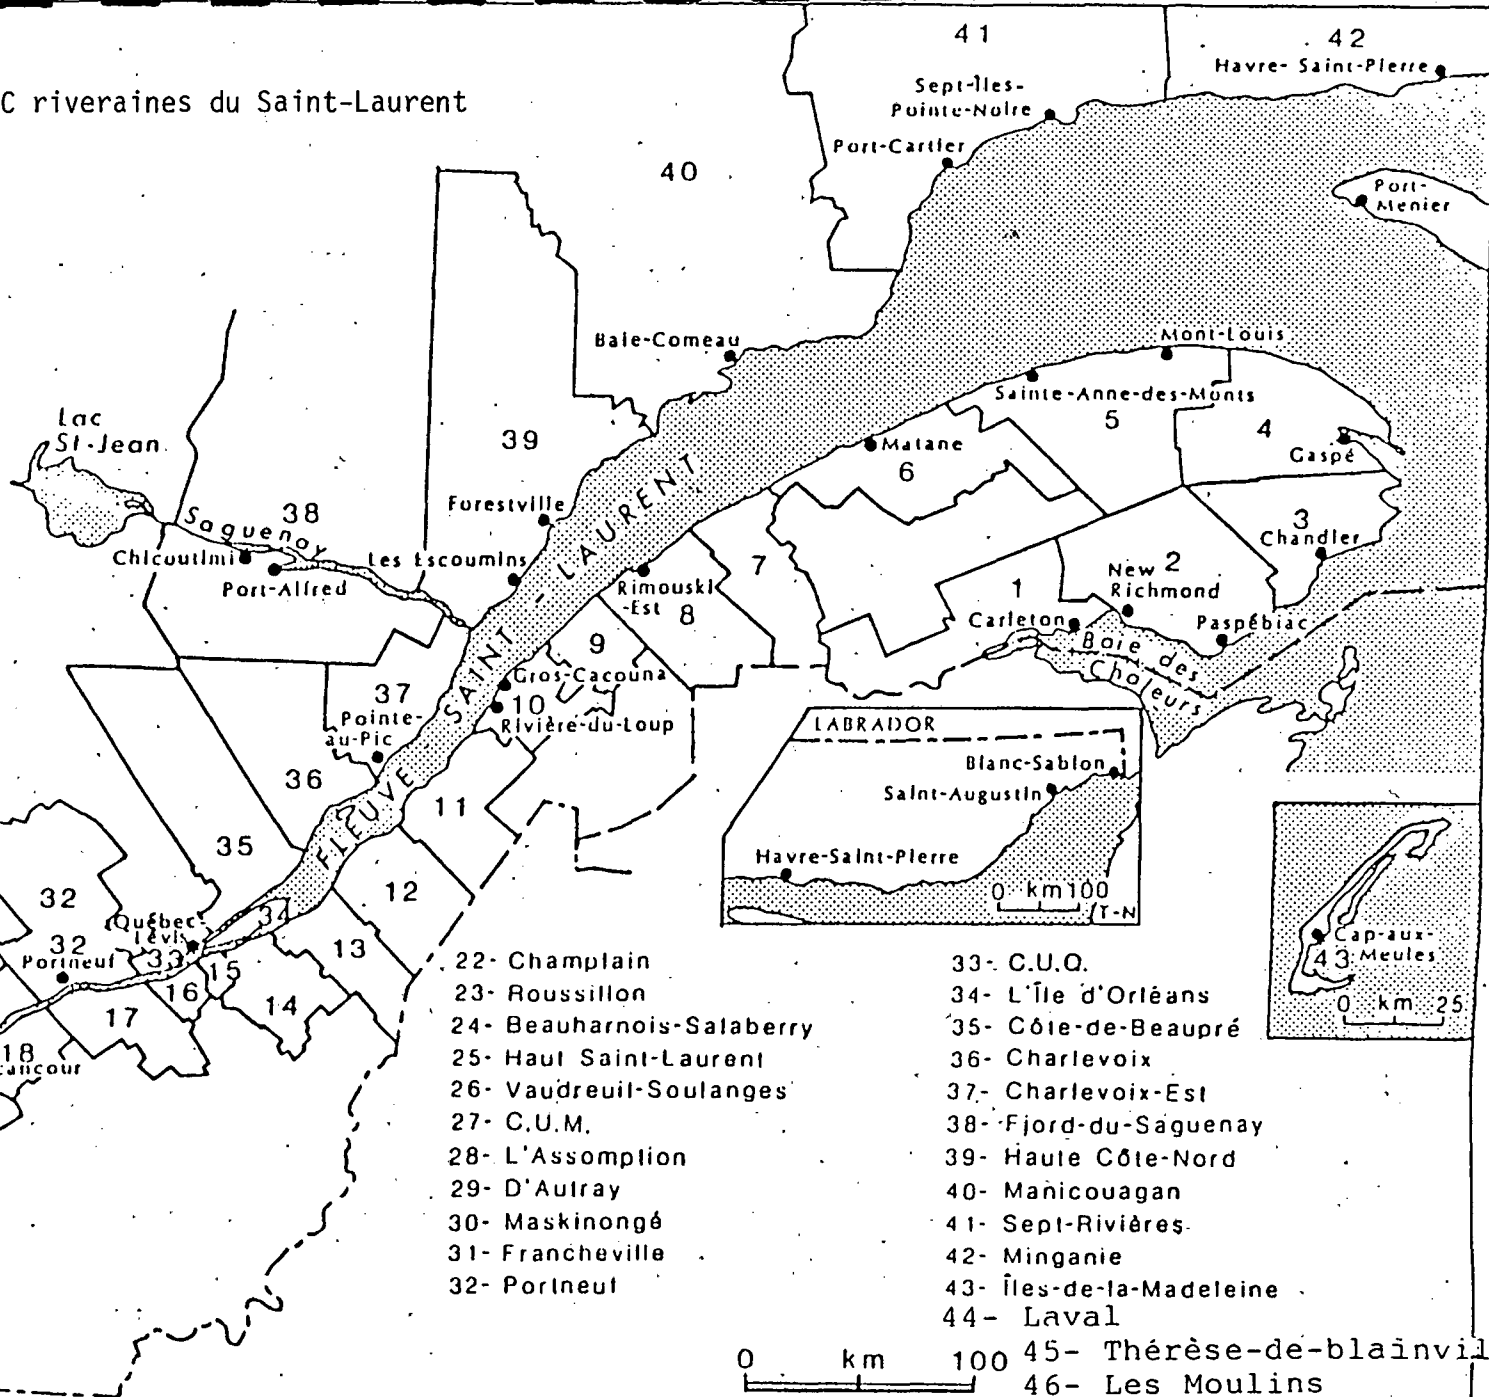 C riveraines du Saint-Laurent
41
42
Havre-Saint-Pierre
Sept-Îles-
Pointe-Noire
Port-Cartier
40
Port-
Menier
Baie-Comeau
Mont-Louis
Sainte-Anne-des-Monts
5
4
Gaspé
Lac
St-Jean
39
Matane
6
Forestville
38
Saguenay
Chicoutimi
Port-Alfred
Les Escoumins
3
Chandler
7
Rimouski
-Est
8
New
Richmond
2
1
Carleton
Paspébiac
Baie des
Chaleurs
FLEUVE SAINT-LAURENT
9
Gros-Cacouna
10
Rivière-du-Loup
37
Pointe-
au-Pic
36
11
35
12
LABRADOR
Blanc-Sablon
Saint-Augustin
Havre-Saint-Pierre
0 km 100
T-N
32
Québec-
Lévis
34
32
Portneuf
33
15
16
13
14
17
18
Cap-aux-
Meules
43
0 km 25
22- Champlain
23- Roussillon
24- Beauharnois-Salaberry
25- Haut Saint-Laurent
26- Vaudreuil-Soulanges
27- C.U.M.
28- L'Assomption
29- D'Autray
30- Maskinongé
31- Francheville
32- Portneuf
33- C.U.Q.
34- L'Île d'Orléans
35- Côte-de-Beaupré
36- Charlevoix
37- Charlevoix-Est
38- Fjord-du-Saguenay
39- Haute Côte-Nord
40- Manicouagan
41- Sept-Rivières
42- Minganie
43- Îles-de-la-Madeleine
44- Laval
45- Thérèse-de-blainvil
46- Les Moulins
0 km 100